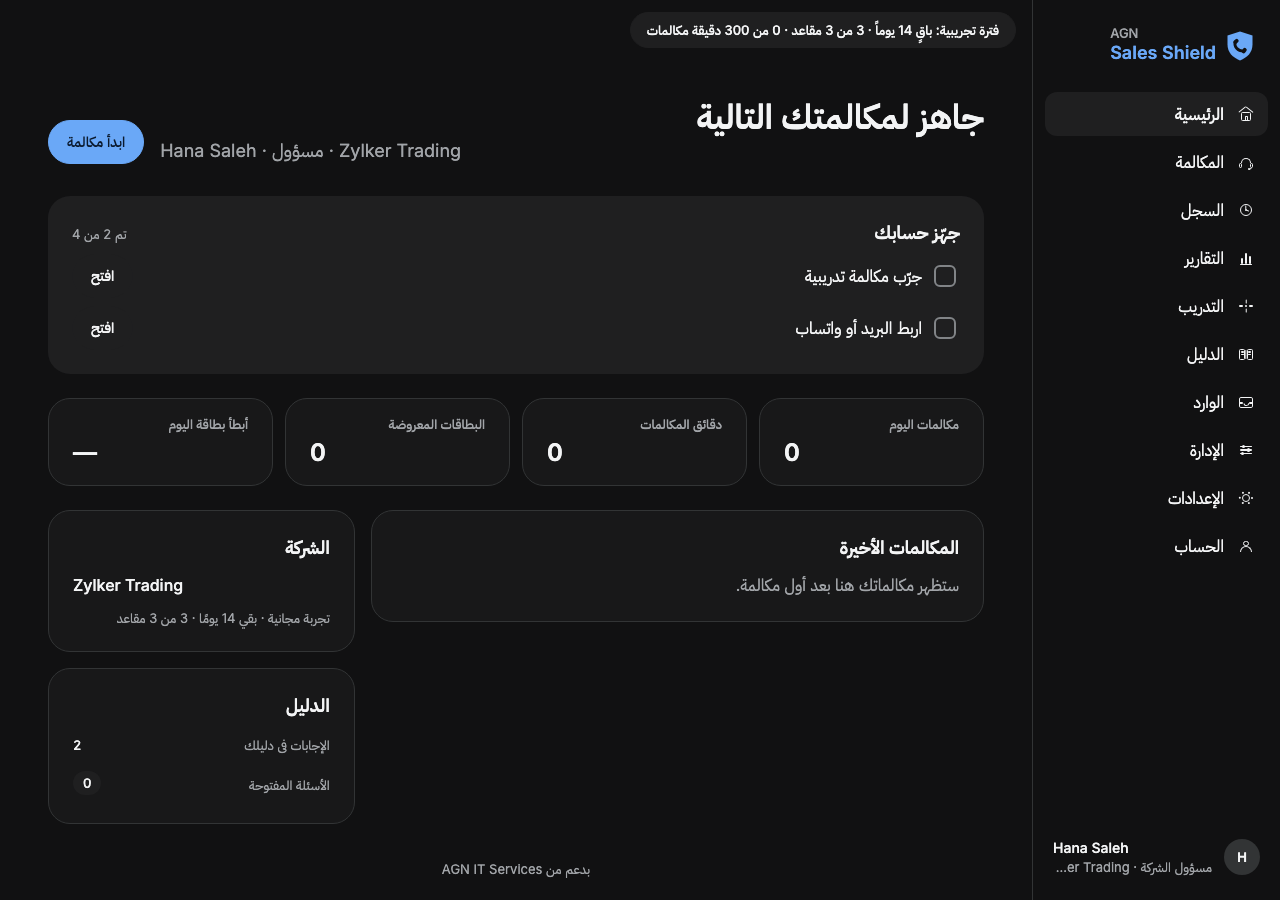 AGN
Sales Shield
الرئيسية
المكالمة
السجل
التقارير
التدريب
الدليل
الوارد
الإدارة
الإعدادات
الحساب
H
Hana Saleh
مسؤول الشركة · er Trading...
فترة تجريبية: باقٍ 14 يوماً · 3 من 3 مقاعد · 0 من 300 دقيقة مكالمات
جاهز لمكالمتك التالية
Hana Saleh · مسؤول · Zylker Trading
ابدأ مكالمة
جهّز حسابك
تم 2 من 4
جرّب مكالمة تدريبية
افتح
اربط البريد أو واتساب
افتح
مكالمات اليوم
0
دقائق المكالمات
0
البطاقات المعروضة
0
أبطأ بطاقة اليوم
—
المكالمات الأخيرة
ستظهر مكالماتك هنا بعد أول مكالمة.
الشركة
Zylker Trading
تجربة مجانية · بقي 14 يومًا · 3 من 3 مقاعد
الدليل
الإجابات في دليلك
2
الأسئلة المفتوحة
0
بدعم من AGN IT Services